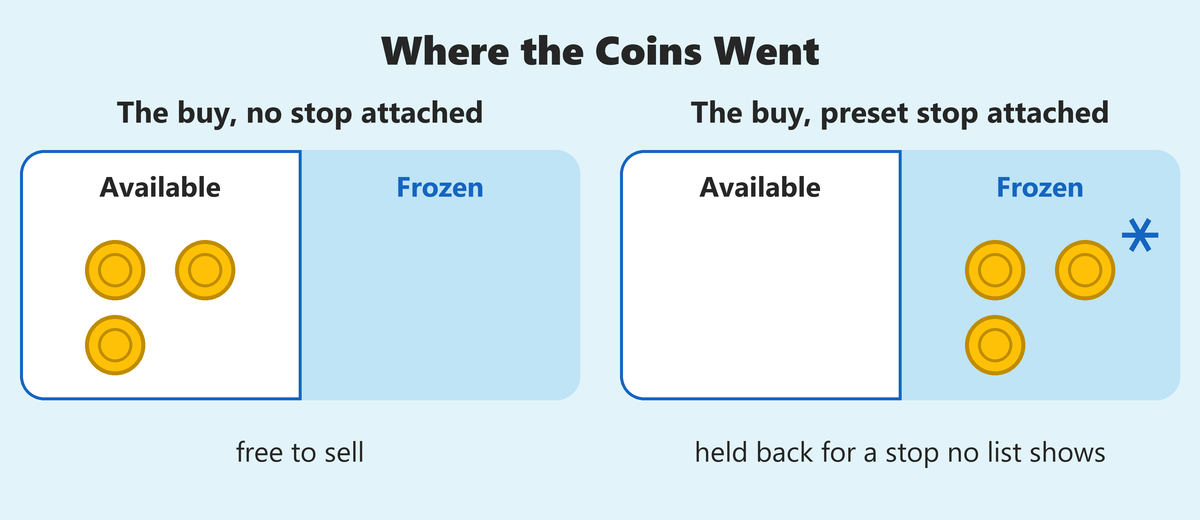 Where the Coins Went
The buy, no stop attached
The buy, preset stop attached
Available
Frozen
Available
Frozen
free to sell
held back for a stop no list shows